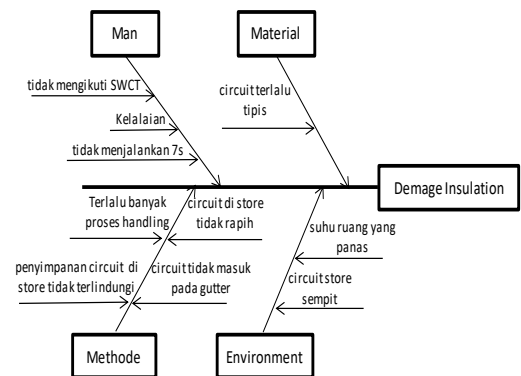 Man
Material
tidak mengikuti SWCT
Kelalaian
tidak menjalankan 7s
circuit terlalu
tipis
Demage Insulation
Terlalu banyak
proses handling
circuit di store
tidak rapih
penyimpanan circuit di
store tidak terlindungi
circuit tidak masuk
pada gutter
suhu ruang yang
panas
circuit store
sempit
Methode
Environment